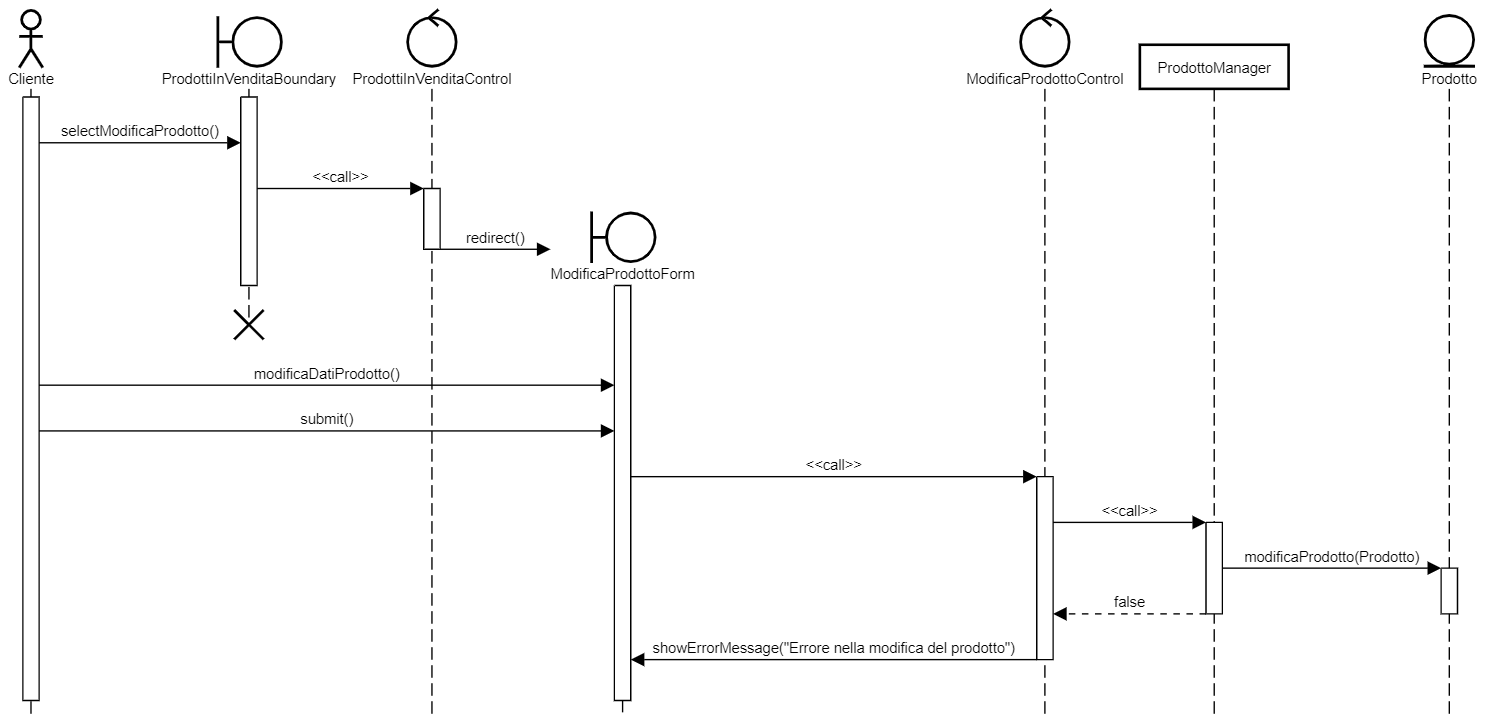 Cliente
ProdottiInVenditaBoundary
ProdottiInVenditaControl
ModificaProdottoControl
ProdottoManager
Prodotto
selectModificaProdotto()
<<call>>
redirect()
ModificaProdottoForm
modificaDatiProdotto()
submit()
<<call>>
<<call>>
modificaProdotto(Prodotto)
false
showErrorMessage("Errore nella modifica del prodotto")